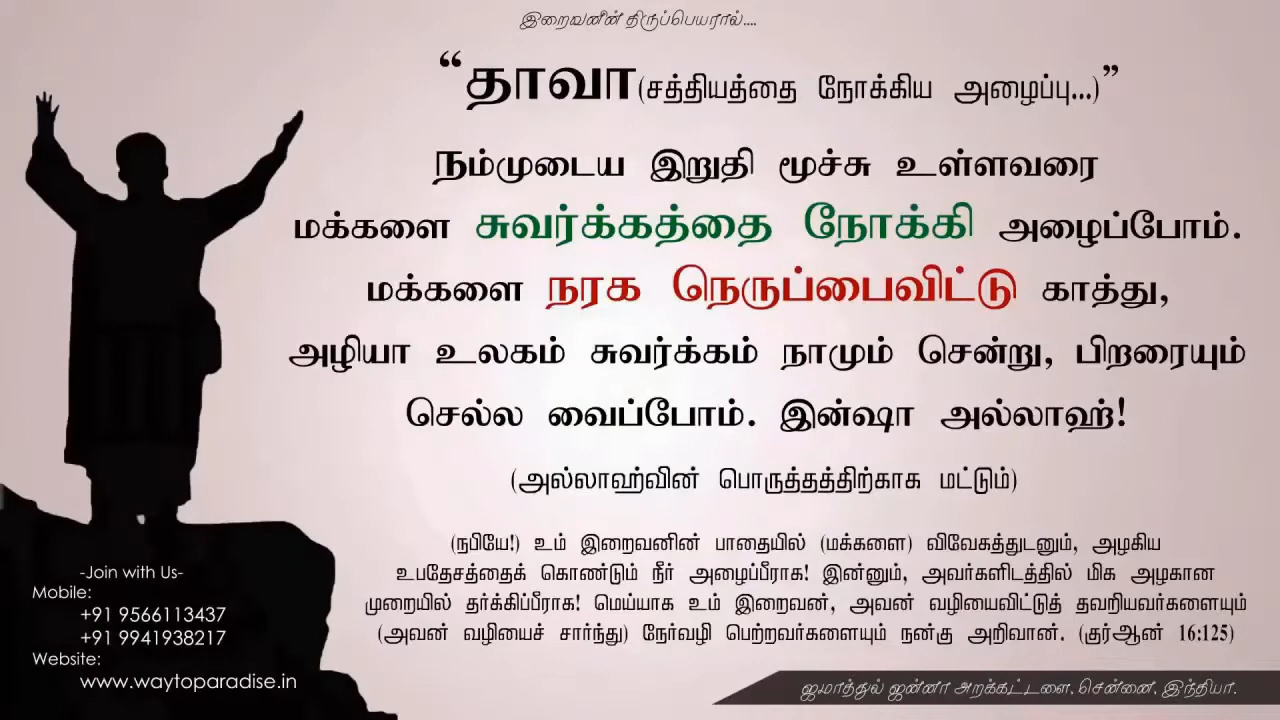 இறைவனின் திருப்பெயரால்....
“தாவா(சத்தியத்தை நோக்கிய அழைப்பு...)”
நம்முடைய இறுதி மூச்சு உள்ளவரை
மக்களை சுவர்க்கத்தை நோக்கி அழைப்போம்.
மக்களை நரக நெருப்பைவிட்டு காத்து,
அழியா உலகம் சுவர்க்கம் நாமும் சென்று, பிறரையும்
செல்ல வைப்போம். இன்ஷா அல்லாஹ்!
(அல்லாஹ்வின் பொருத்தத்திற்காக மட்டும்)
(நபியே!) உம் இறைவனின் பாதையில் (மக்களை) விவேகத்துடனும், அழகிய
உபதேசத்தைக் கொண்டும் நீர் அழைப்பீராக! இன்னும், அவர்களிடத்தில் மிக அழகான
முறையில் தர்க்கிப்பீராக! மெய்யாக உம் இறைவன், அவன் வழியைவிட்டுத் தவறியவர்களையும்
(அவன் வழியைச் சார்ந்து) நேர்வழி பெற்றவர்களையும் நன்கு அறிவான். (குர்ஆன் 16:125)
-Join with Us-
Mobile:
+91 9566113437
+91 9941938217
Website:
www.waytoparadise.in
ஜமாத்துல் ஜன்னா அறக்கட்டளை, சென்னை, இந்தியா.